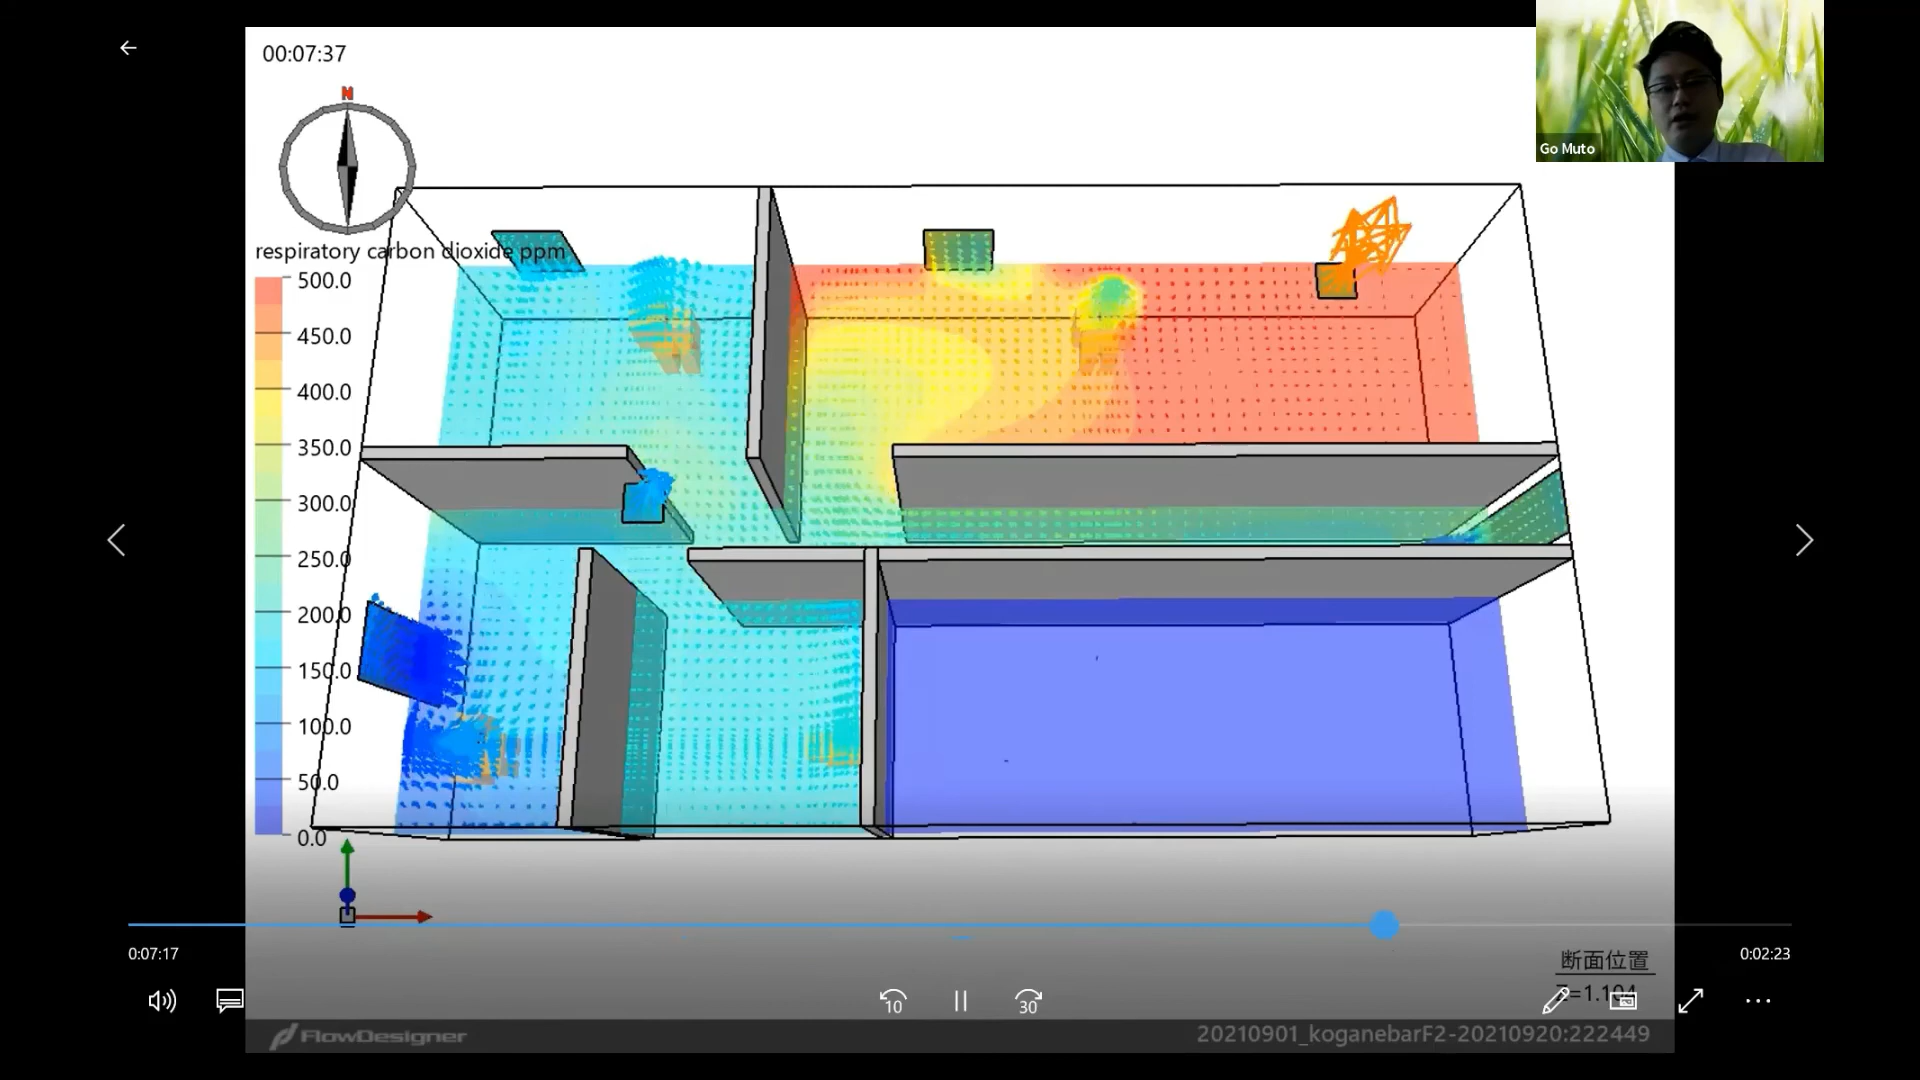 00:07:37
N
respiratory carbon dioxide ppm
500.0
450.0
400.0
350.0
300.0
250.0
200.0
150.0
100.0
50.0
0.0
Go Muto
0:07:17
0:02:23
断面位置
Z=1.104
10
30
FlowDesigner
20210901_koganebarF2-20210920:222449